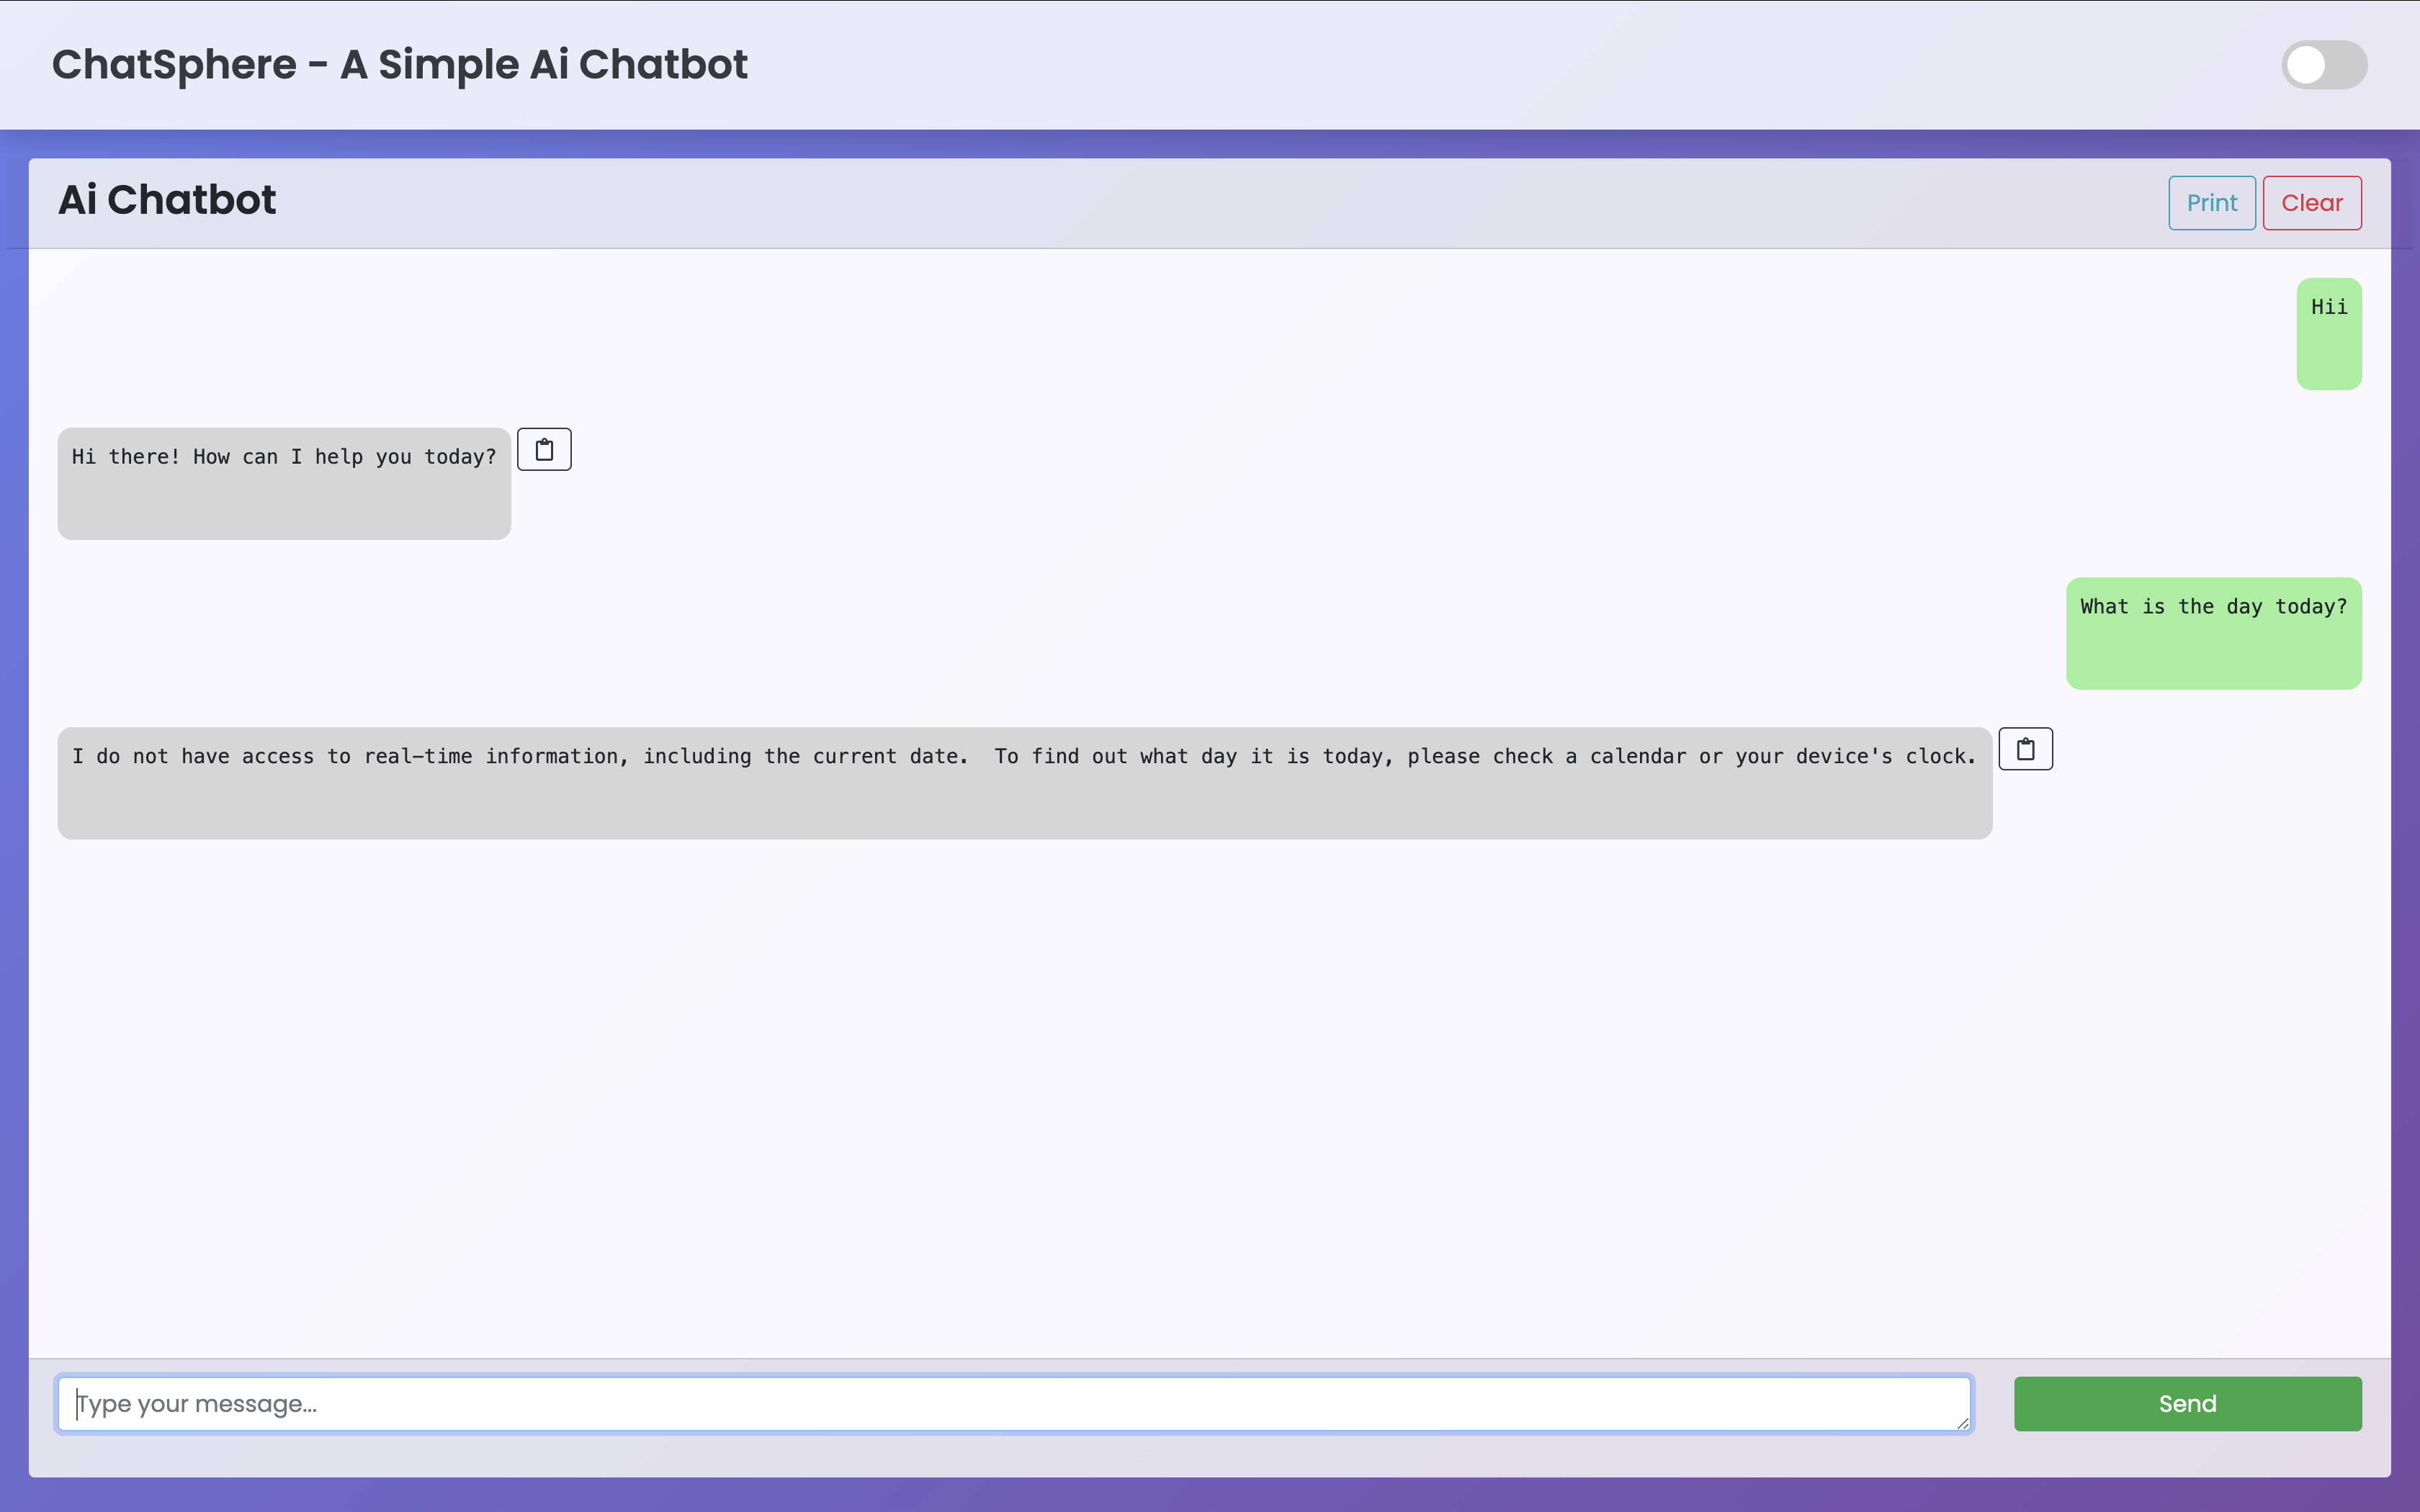 ChatSphere - A Simple Ai Chatbot
Ai Chatbot
Print
Clear
Hii
Hi there! How can I help you today?
What is the day today?
I do not have access to real-time information, including the current date.  To find out what day it is today, please check a calendar or your device's clock.
Type your message...
Send